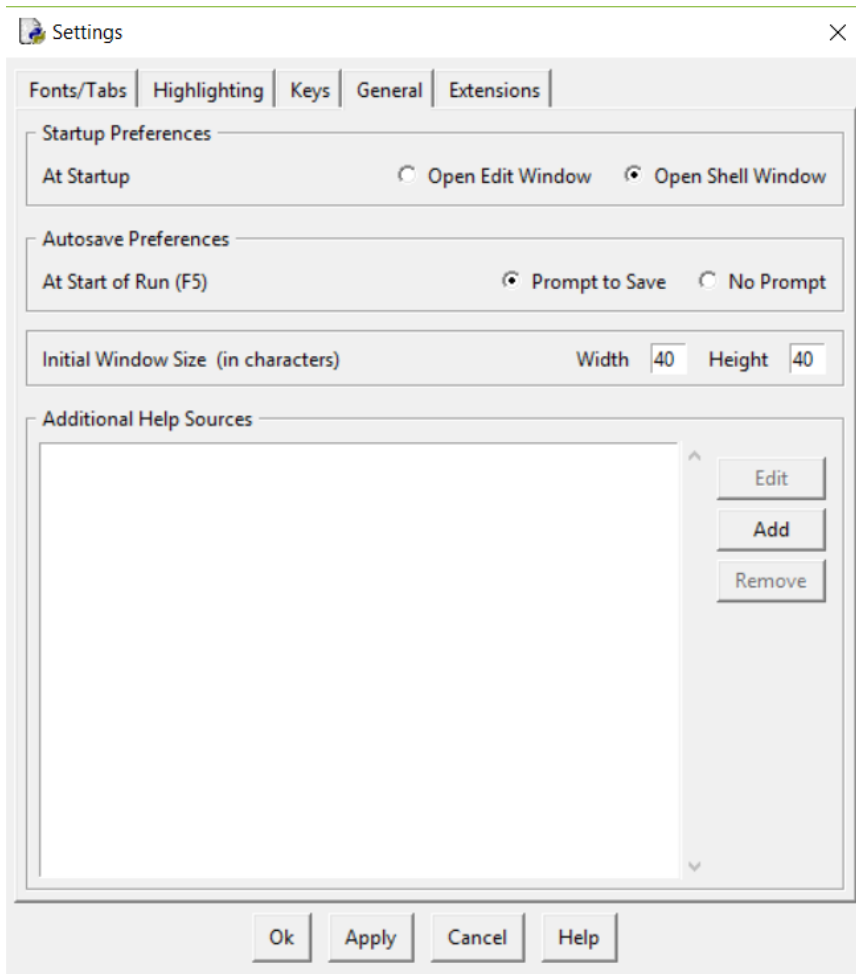 Settings
Fonts/Tabs Highlighting Keys General Extensions
Startup Preferences
At Startup Open Edit Window Open Shell Window
Autosave Preferences
At Start of Run (F5) Prompt to Save No Prompt
Initial Window Size (in characters) Width 40 Height 40
Additional Help Sources
Edit
Add
Remove
Ok Apply Cancel Help